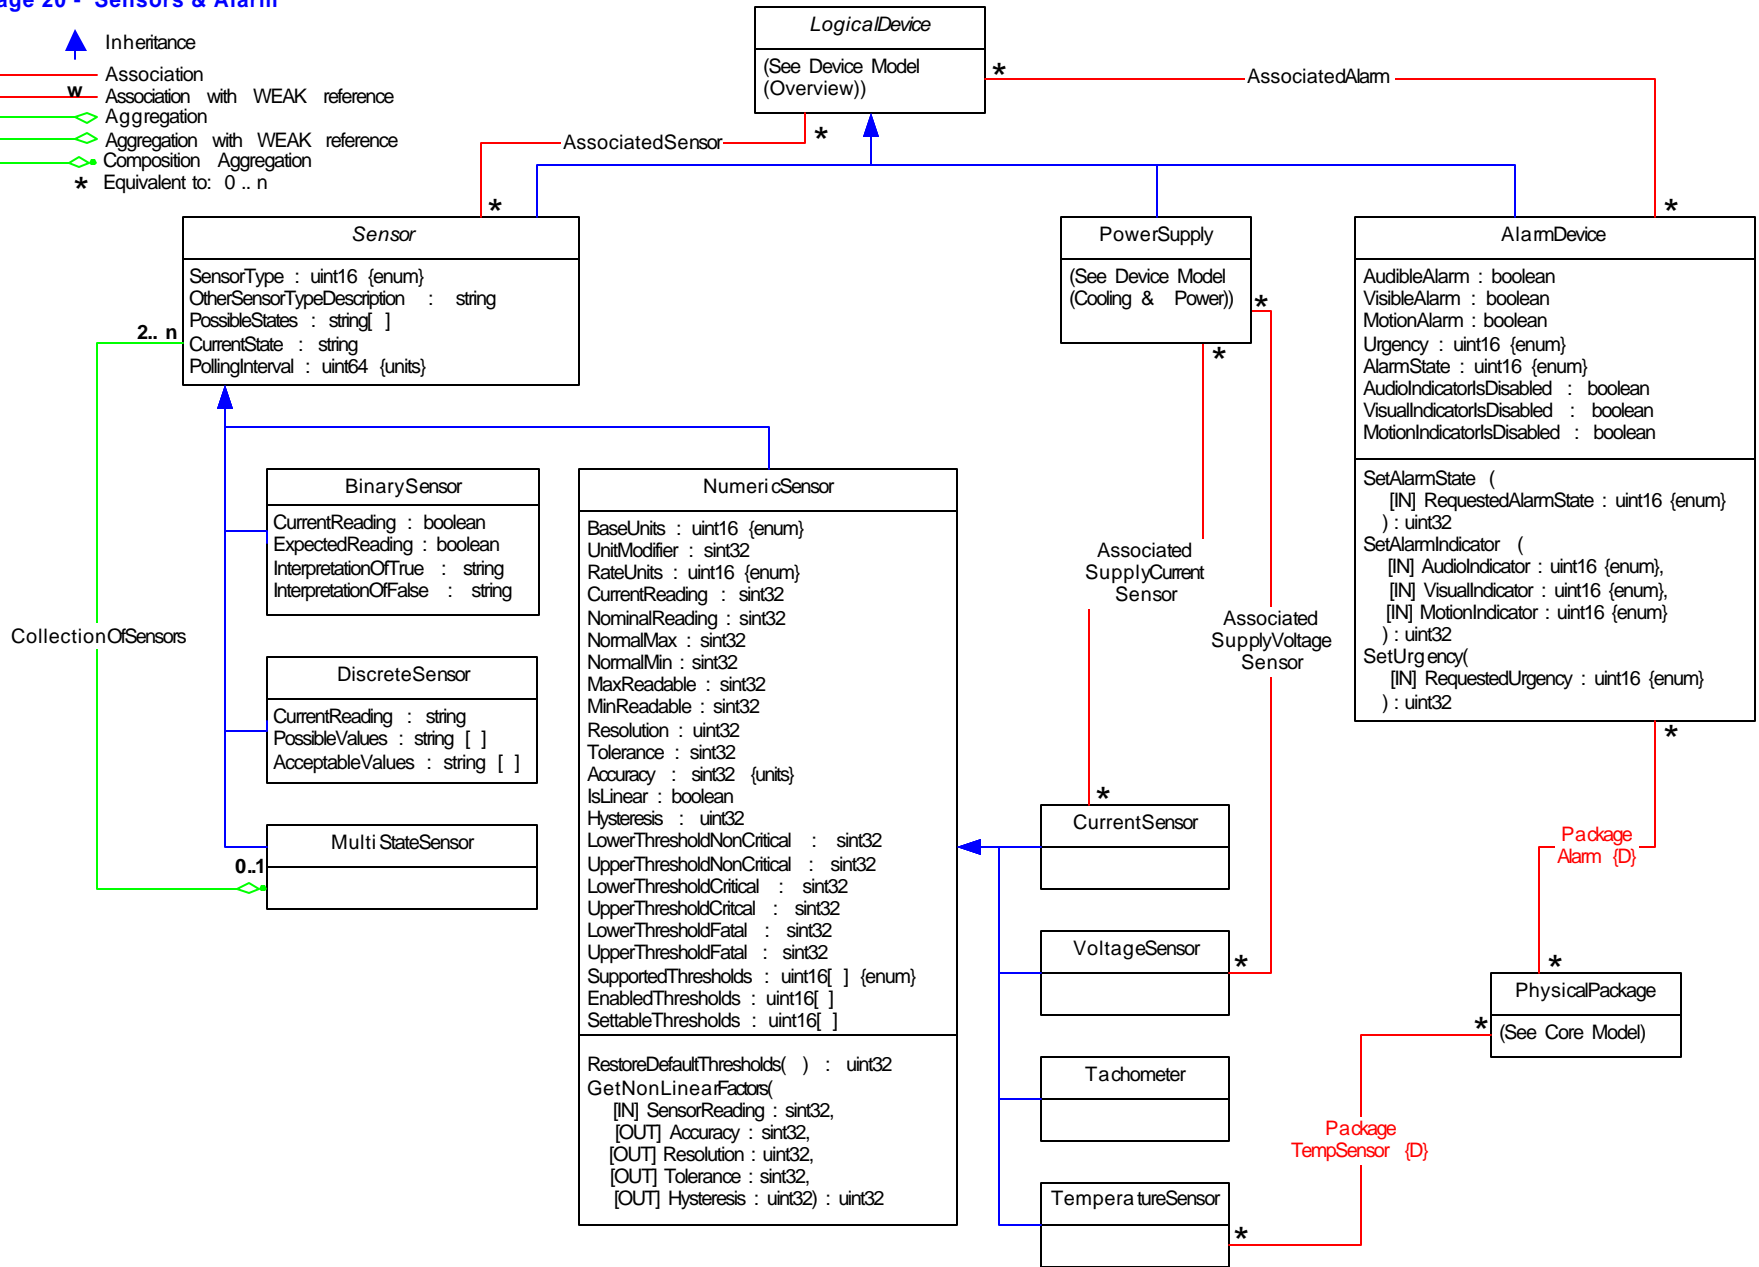 age 20 - Sensors & Alarm
Inheritance
Association
w
Association with WEAK reference
Aggregation
Aggregation with WEAK reference
Composition Aggregation
* Equivalent to: 0 .. n
LogicalDevice
(See Device Model
(Overview))
*
AssociatedAlarm
*
AssociatedSensor
*
*
Sensor
SensorType : uint16 {enum}
OtherSensorTypeDescription : string
PossibleStates : string[ ]
CurrentState : string
PollingInterval : uint64 {units}
2.. n
PowerSupply
(See Device Model
(Cooling & Power))
*
*
AlarmDevice
AudibleAlarm : boolean
VisibleAlarm : boolean
MotionAlarm : boolean
Urgency : uint16 {enum}
AlarmState : uint16 {enum}
AudioIndicatorIsDisabled : boolean
VisualIndicatorIsDisabled : boolean
MotionIndicatorIsDisabled : boolean
SetAlarmState (
[IN] RequestedAlarmState : uint16 {enum}
) : uint32
SetAlarmIndicator (
[IN] AudioIndicator : uint16 {enum},
[IN] VisualIndicator : uint16 {enum},
[IN] MotionIndicator : uint16 {enum}
) : uint32
SetUrgency(
[IN] RequestedUrgency : uint16 {enum}
) : uint32
*
BinarySensor
CurrentReading : boolean
ExpectedReading : boolean
InterpretationOfTrue : string
InterpretationOfFalse : string
CollectionOfSensors
DiscreteSensor
CurrentReading : string
PossibleValues : string [ ]
AcceptableValues : string [ ]
MultiStateSensor
0..1
NumericSensor
BaseUnits : uint16 {enum}
UnitModifier : sint32
RateUnits : uint16 {enum}
CurrentReading : sint32
NominalReading : sint32
NormalMax : sint32
NormalMin : sint32
MaxReadable : sint32
MinReadable : sint32
Resolution : uint32
Tolerance : sint32
Accuracy : sint32 {units}
IsLinear : boolean
Hysteresis : uint32
LowerThresholdNonCritical : sint32
UpperThresholdNonCritical : sint32
LowerThresholdCritical : sint32
UpperThresholdCritcal : sint32
LowerThresholdFatal : sint32
UpperThresholdFatal : sint32
SupportedThresholds : uint16[ ] {enum}
EnabledThresholds : uint16[ ]
SettableThresholds : uint16[ ]
RestoreDefaultThresholds( ) : uint32
GetNonLinearFactors(
[IN] SensorReading : sint32,
[OUT] Accuracy : sint32,
[OUT] Resolution : uint32,
[OUT] Tolerance : sint32,
[OUT] Hysteresis : uint32) : uint32
Associated
SupplyCurrent
Sensor
Associated
SupplyVoltage
Sensor
*
CurrentSensor
VoltageSensor
*
Tachometer
TemperatureSensor
*
Package
Alarm {D}
*
PhysicalPackage
(See Core Model)
*
Package
TempSensor {D}